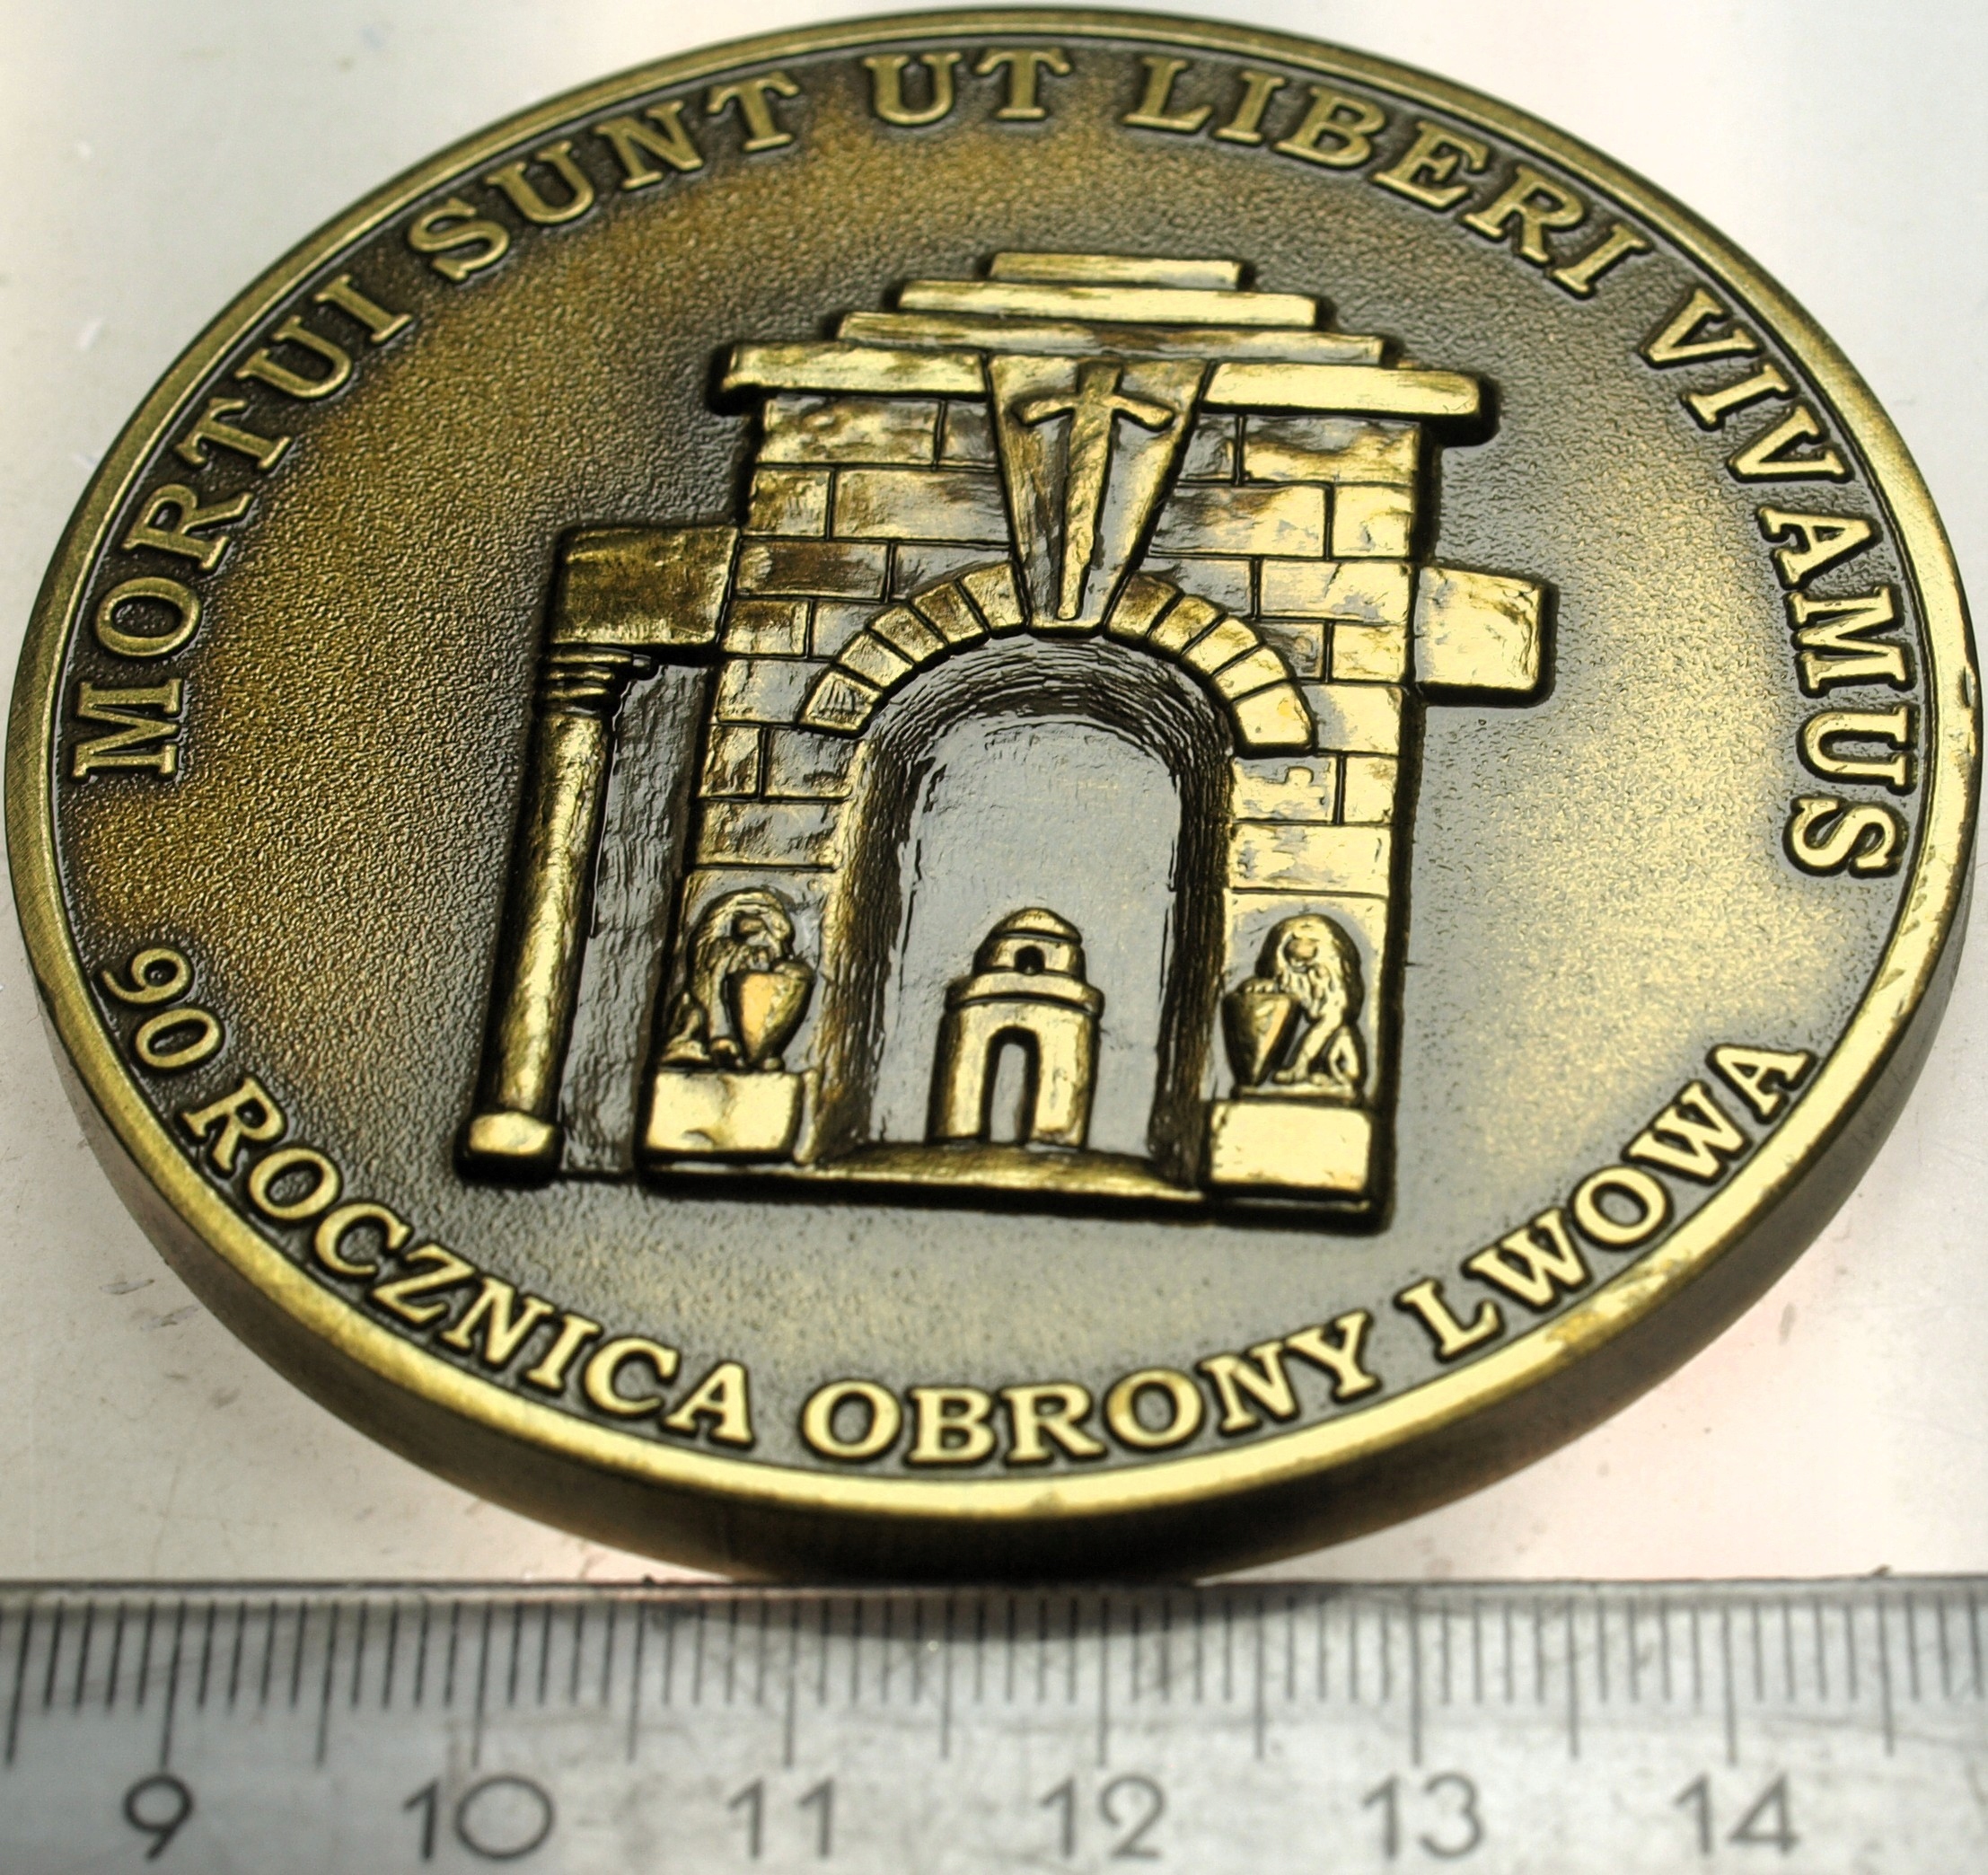 MORTUI SUNT UT LIBERI VIVAMUS
90 ROCZNICA OBRONY LWOWA
9 10 11 12 13 14